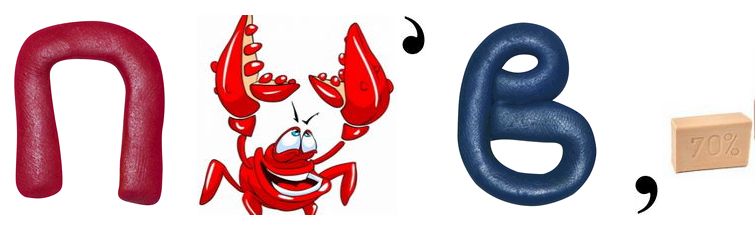 П ’ В , 70%